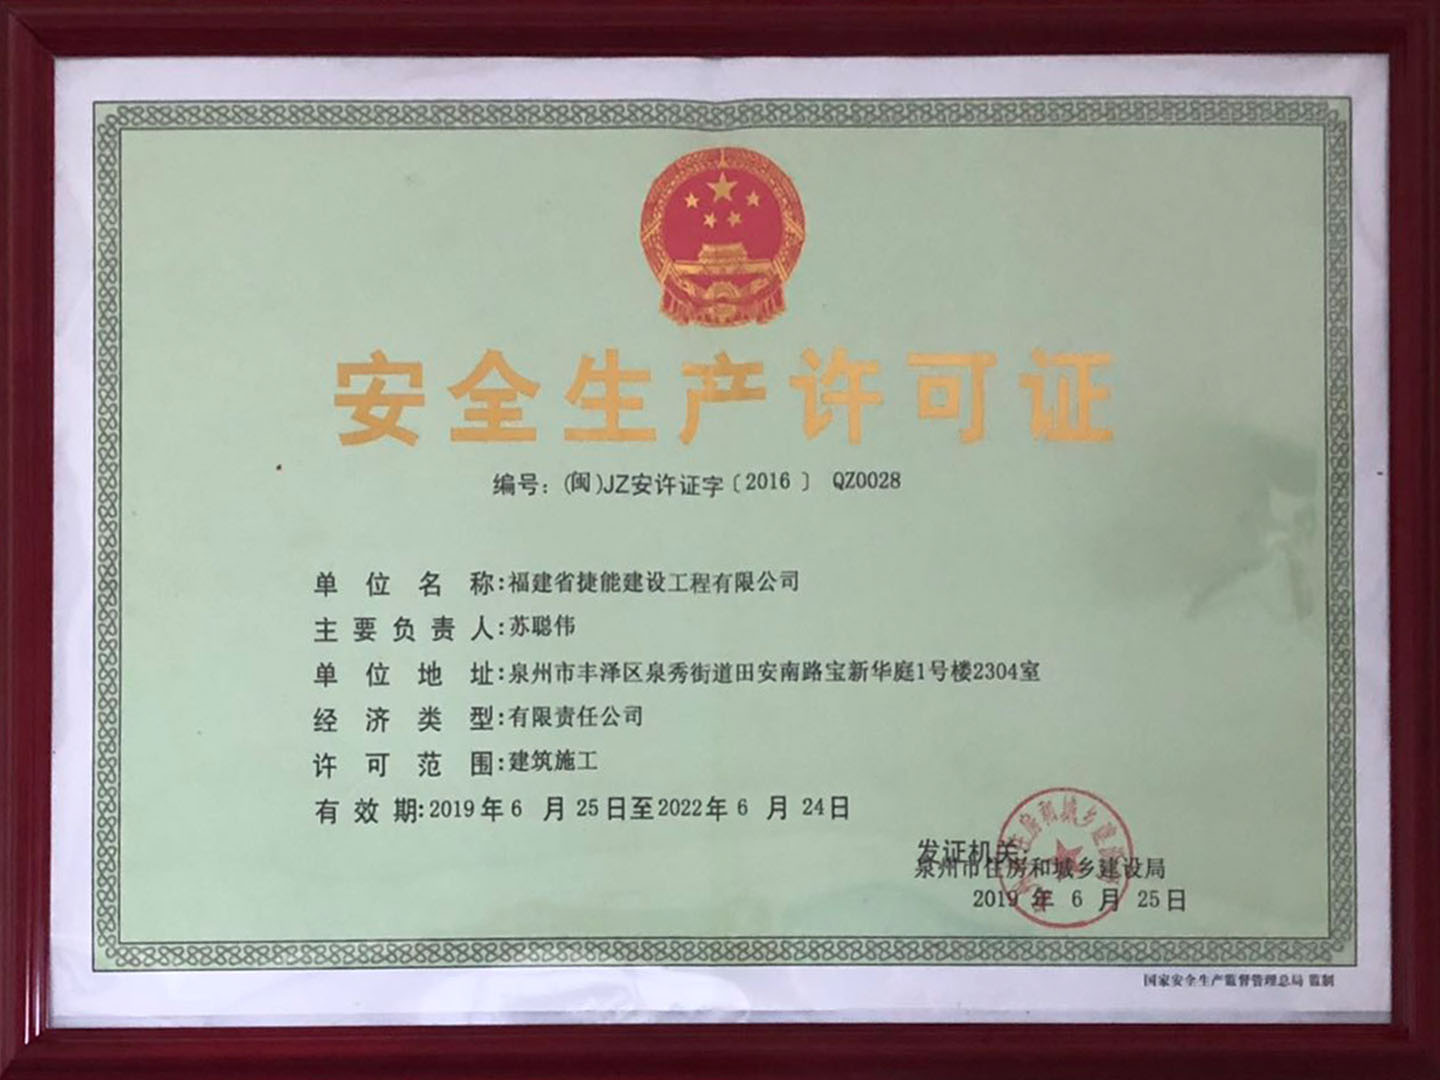 安全生产许可证
编号：(闽)JZ安许证字〔2016〕 QZ0028
单位名称:福建省捷能建设工程有限公司
主要负责人:苏聪伟
单位地址:泉州市丰泽区泉秀街道田安南路宝新华庭1号楼2304室
经济类型:有限责任公司
许可范围:建筑施工
有效期:2019年6月25日至2022年6月24日
发证机关:
泉州市住房和城乡建设局
2019年6月25日
国家安全生产监督管理总局 监制